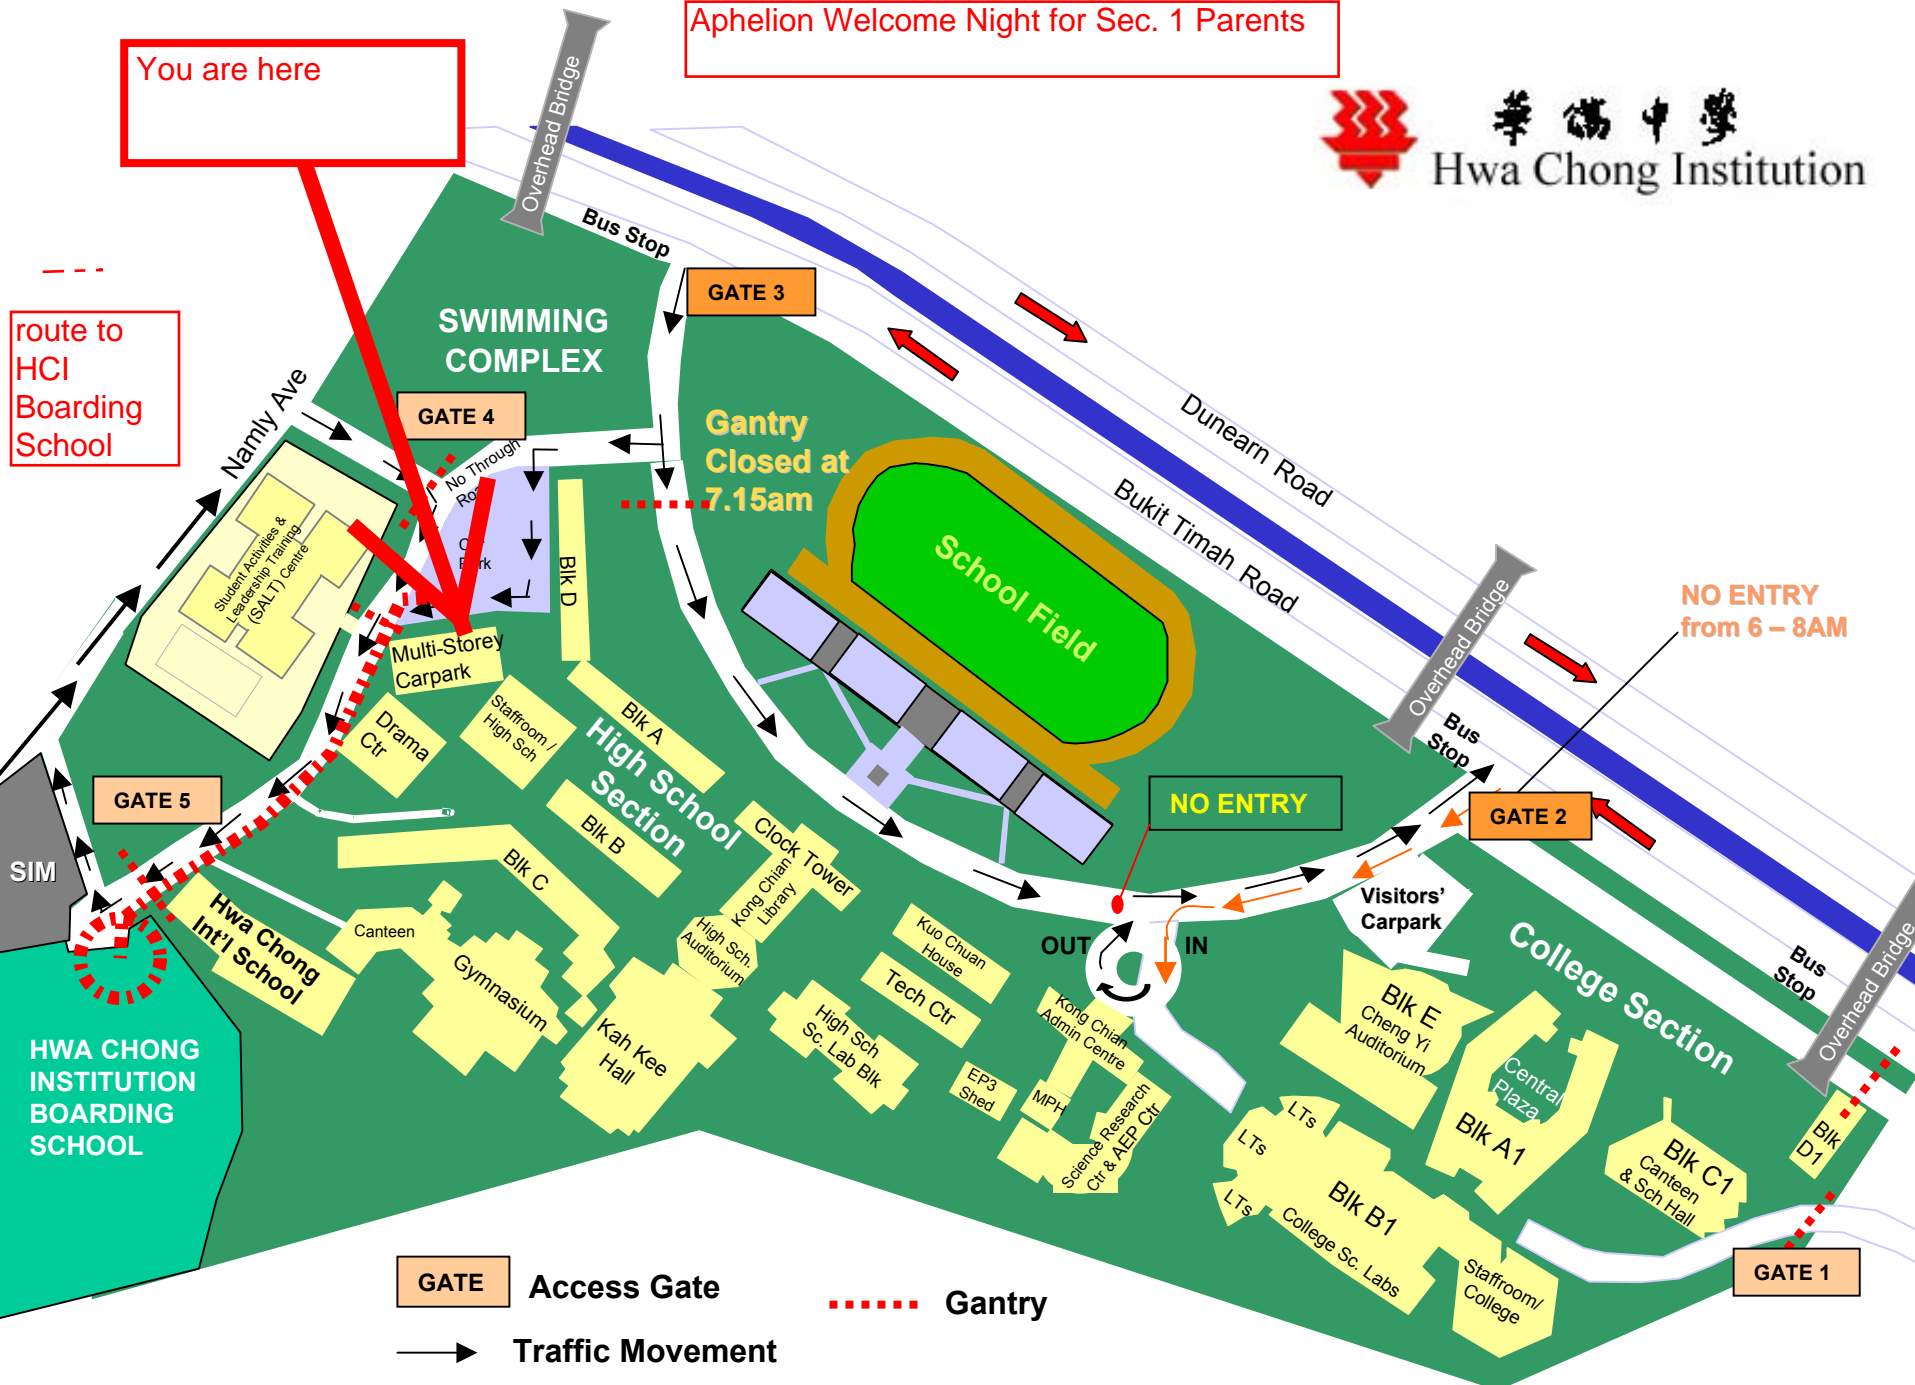 Aphelion Welcome Night for Sec. 1 Parents
You are here
華僑中學
Hwa Chong Institution
Overhead Bridge
Bus Stop
GATE 3
SWIMMING
COMPLEX
route to
HCI
Boarding
School
Namly Ave
GATE 4
No Through
Gantry
Closed at
7.15am
Dunearn Road
Bukit Timah Road
School Field
Student Activities &
Leadership Training
(SALT) Centre
Blk D
Multi-Storey
Carpark
Overhead Bridge
NO ENTRY
from 6 – 8AM
Drama
Ctr
Staffroom /
High Sch
Blk A
High School
Section
Bus
Stop
GATE 5
NO ENTRY
GATE 2
SIM
Blk B
Clock Tower
Kong Chian
Library
Blk C
Visitors'
Carpark
Hwa Chong
Int'l School
Canteen
High Sch.
Auditorium
Kuo Chuan
House
OUT
IN
College Section
Bus
Stop
Overhead Bridge
Gymnasium
Tech Ctr
Kah Kee
Hall
High Sch
Sc. Lab Blk
Kong Chian
Admin Centre
Blk E
Cheng Yi
Auditorium
HWA CHONG
INSTITUTION
BOARDING
SCHOOL
EP3
Shed
MPH
Science Research
Ctr & AEP Ctr
Central
Plaza
LTs
LTs
LTs
Blk A1
Blk C1
Canteen
& Sch Hall
Blk
D1
Blk B1
College Sc. Labs
Staffroom/
College
GATE 1
GATE
Access Gate
Gantry
Traffic Movement